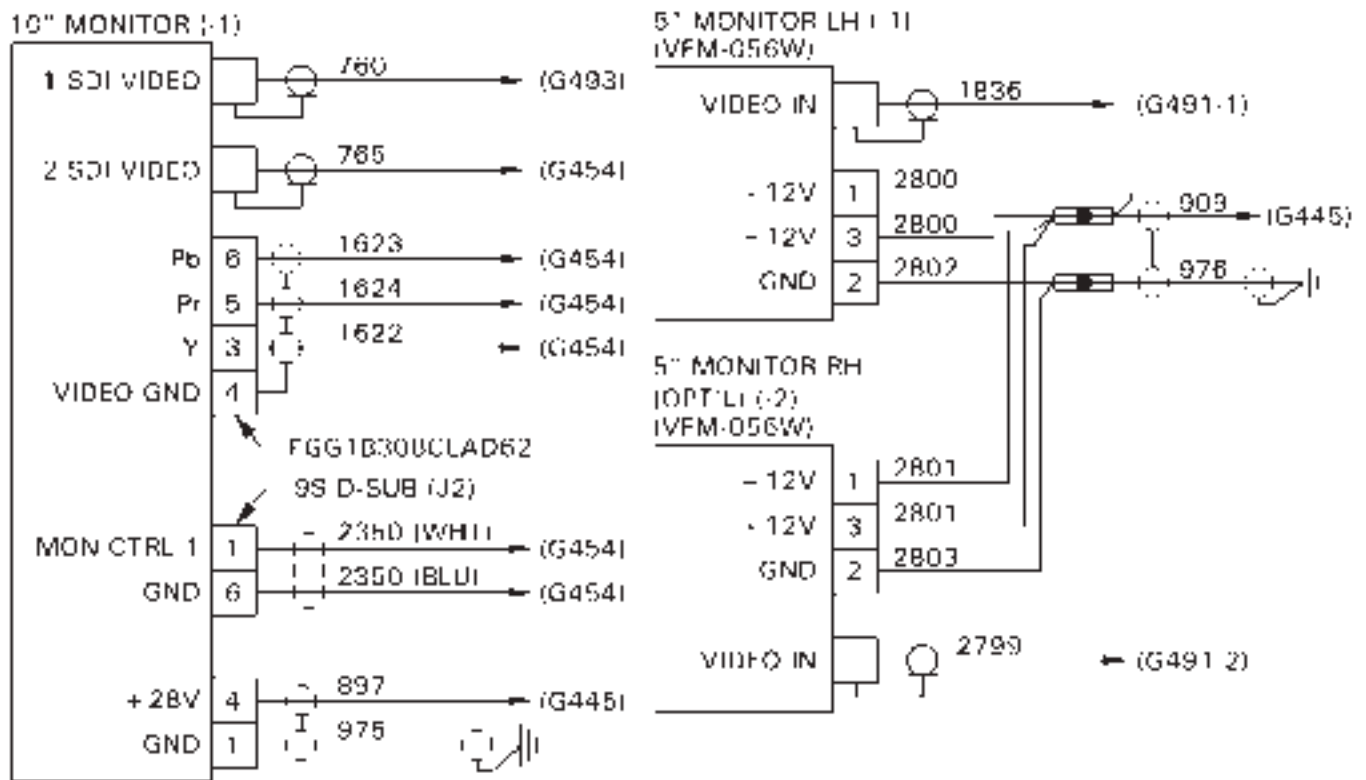 10" MONITOR (-1)
1 SDI VIDEO 760 (G493)
2 SDI VIDEO 765 (G454)
Pb 6 1623 (G454)
Pr 5 1624 (G454)
Y 3 1622 (G454)
VIDEO GND 4
9S D-SUB (J2)
MON CTRL 1 1 2350 (WHT) (G454)
GND 6 2350 (BLU) (G454)
+28V 4 897 (G445)
GND 1 975
5" MONITOR LH (-1)
(VFM-056W)
VIDEO IN 1836 (G491-1)
12V 1 2800
12V 3 2800
GND 2 2802
909 (G445)
976
5" MONITOR RH
(OPT'L) (-2)
(VFM-056W)
12V 1 2801
12V 3 2801
GND 2 2803
VIDEO IN 2799 (G491-2)